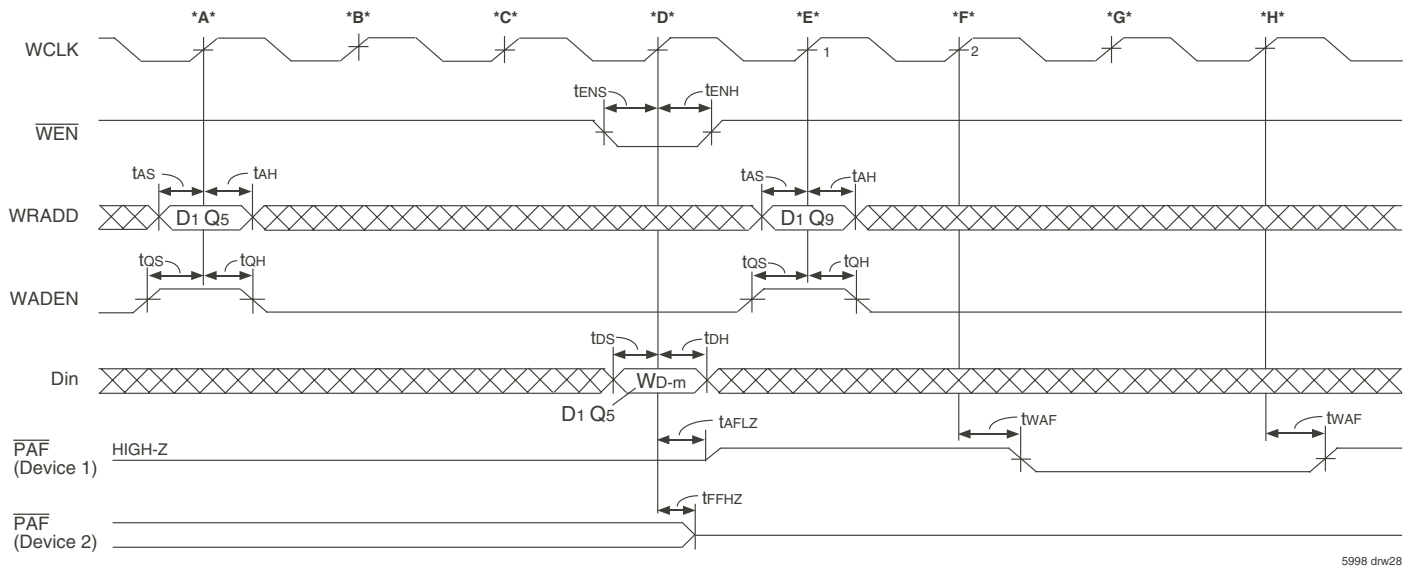 *A* *B* *C* *D* *E* *F* *G* *H*
WCLK
1
2
tENS tENH
WEN
tAS tAH tAS tAH
WRADD
D1 Q5
D1 Q9
tQS tQH tQS tQH
WADEN
tDS tDH
Din
WD-m
D1 Q5
tAFLZ tWAF tWAF
PAF
(Device 1)
HIGH-Z
tFFHZ
PAF
(Device 2)
5998 drw28